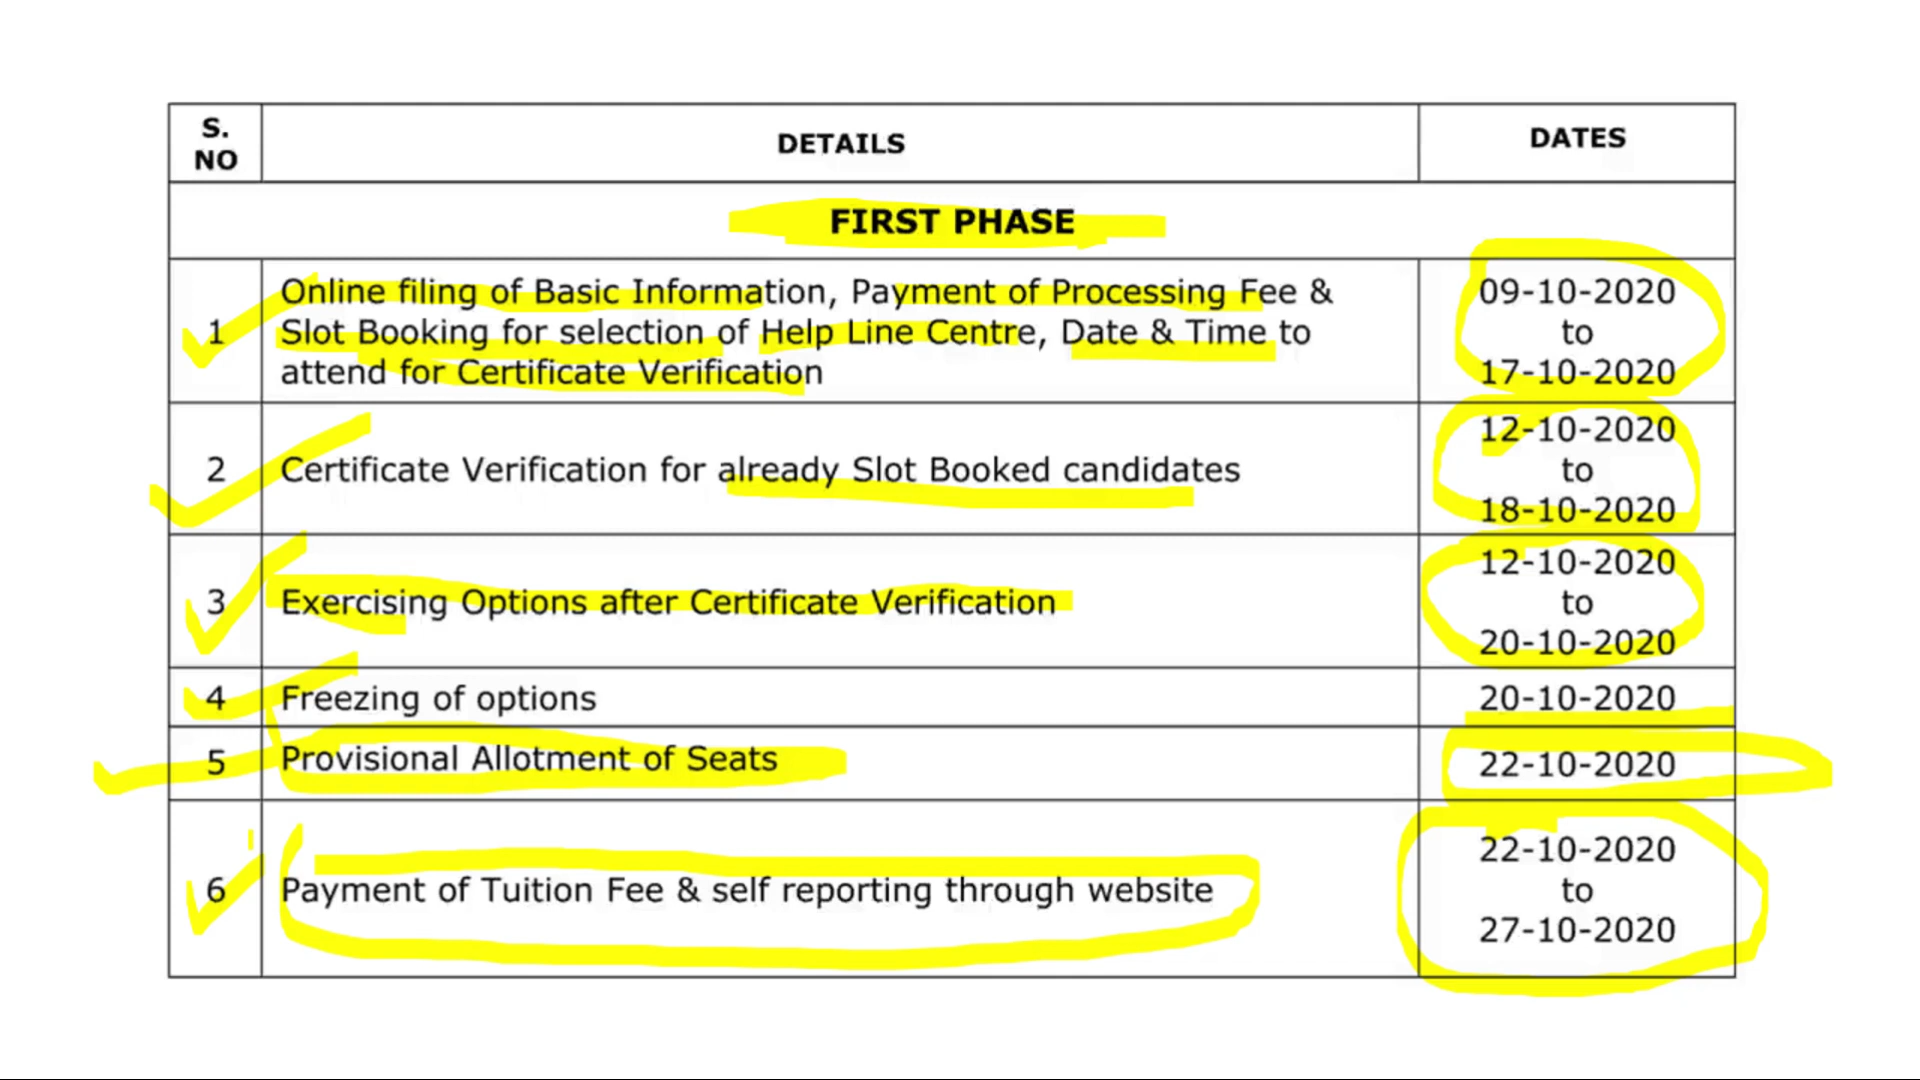 S. NO
DETAILS
DATES
FIRST PHASE
1
Online filing of Basic Information, Payment of Processing Fee &
Slot Booking for selection of Help Line Centre, Date & Time to
attend for Certificate Verification
09-10-2020
to
17-10-2020
2
Certificate Verification for already Slot Booked candidates
12-10-2020
to
18-10-2020
3
Exercising Options after Certificate Verification
12-10-2020
to
20-10-2020
4
Freezing of options
20-10-2020
5
Provisional Allotment of Seats
22-10-2020
6
Payment of Tuition Fee & self reporting through website
22-10-2020
to
27-10-2020